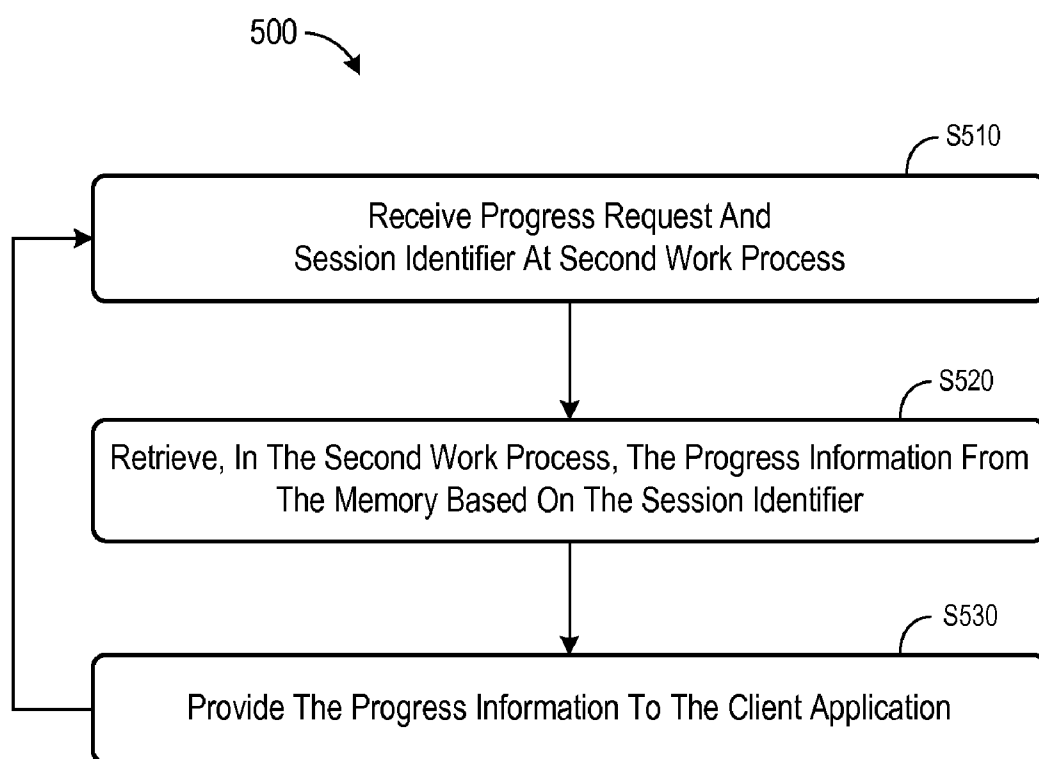 500
S510
Receive Progress Request And
Session Identifier At Second Work Process
S520
Retrieve, In The Second Work Process, The Progress Information From
The Memory Based On The Session Identifier
S530
Provide The Progress Information To The Client Application